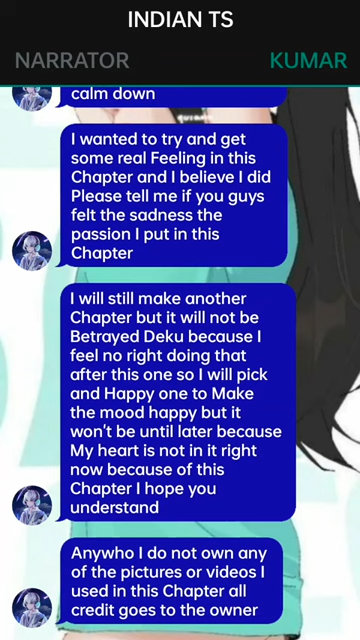 INDIAN TS
NARRATOR KUMAR
calm down
I wanted to try and get
some real Feeling in this
Chapter and I believe I did
Please tell me if you guys
felt the sadness the
passion I put in this
Chapter
I will still make another
Chapter but it will not be
Betrayed Deku because I
feel no right doing that
after this one so I will pick
and Happy one to Make
the mood happy but it
won't be until later because
My heart is not in it right
now because of this
Chapter I hope you
understand
Anywho I do not own any
of the pictures or videos I
used in this Chapter all
credit goes to the owner